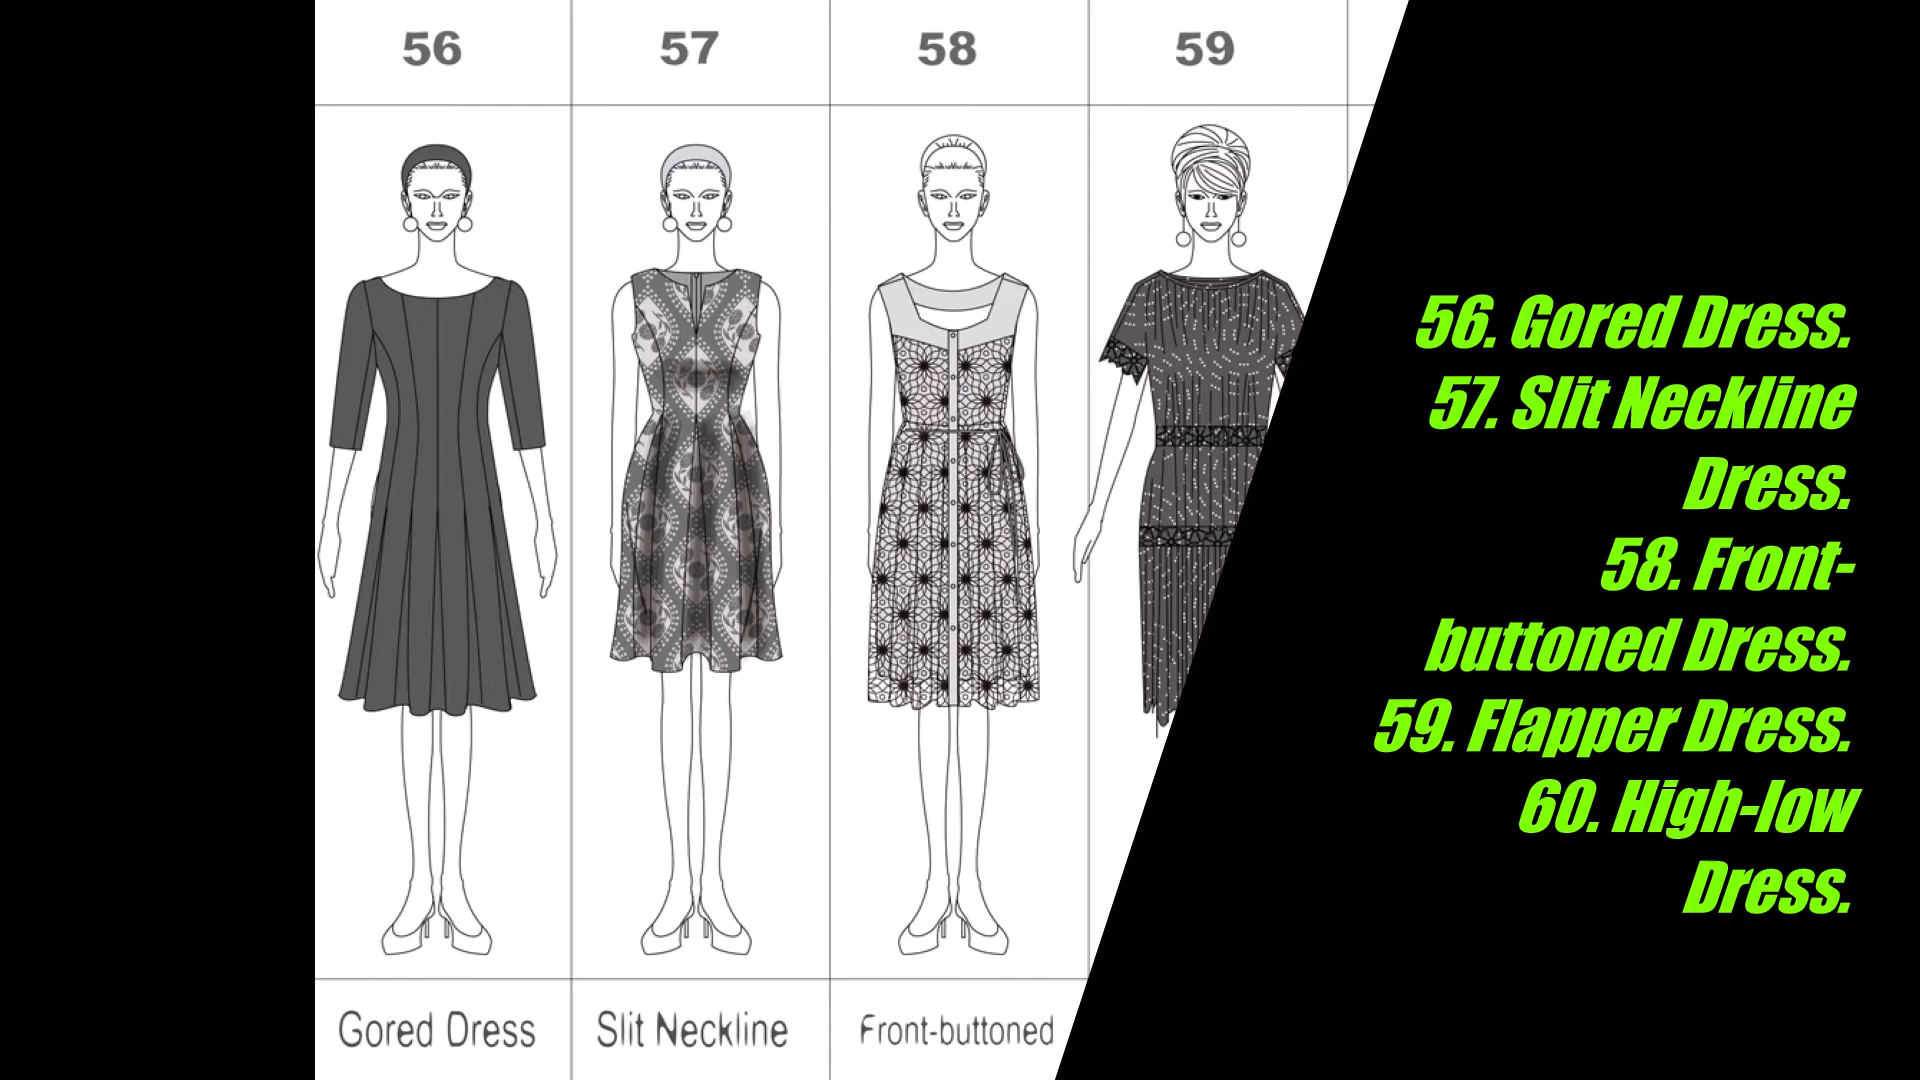 56
57
58
59
Gored Dress
Slit Neckline
Front-buttoned
56. Gored Dress.
57. Slit Neckline
Dress.
58. Front-
buttoned Dress.
59. Flapper Dress.
60. High-low
Dress.